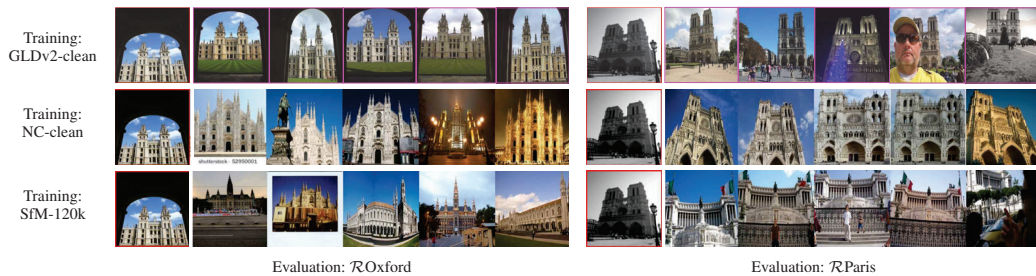 Training:
GLDv2-clean
Training:
NC-clean
shutterstock · 52950001
Training:
SfM-120k
Evaluation: ROxford
Evaluation: RParis